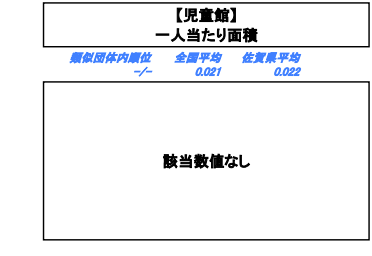 【児童館】
一人当たり面積
類似団体内順位 全国平均 佐賀県平均
-/- 0.021 0.022
該当数値なし